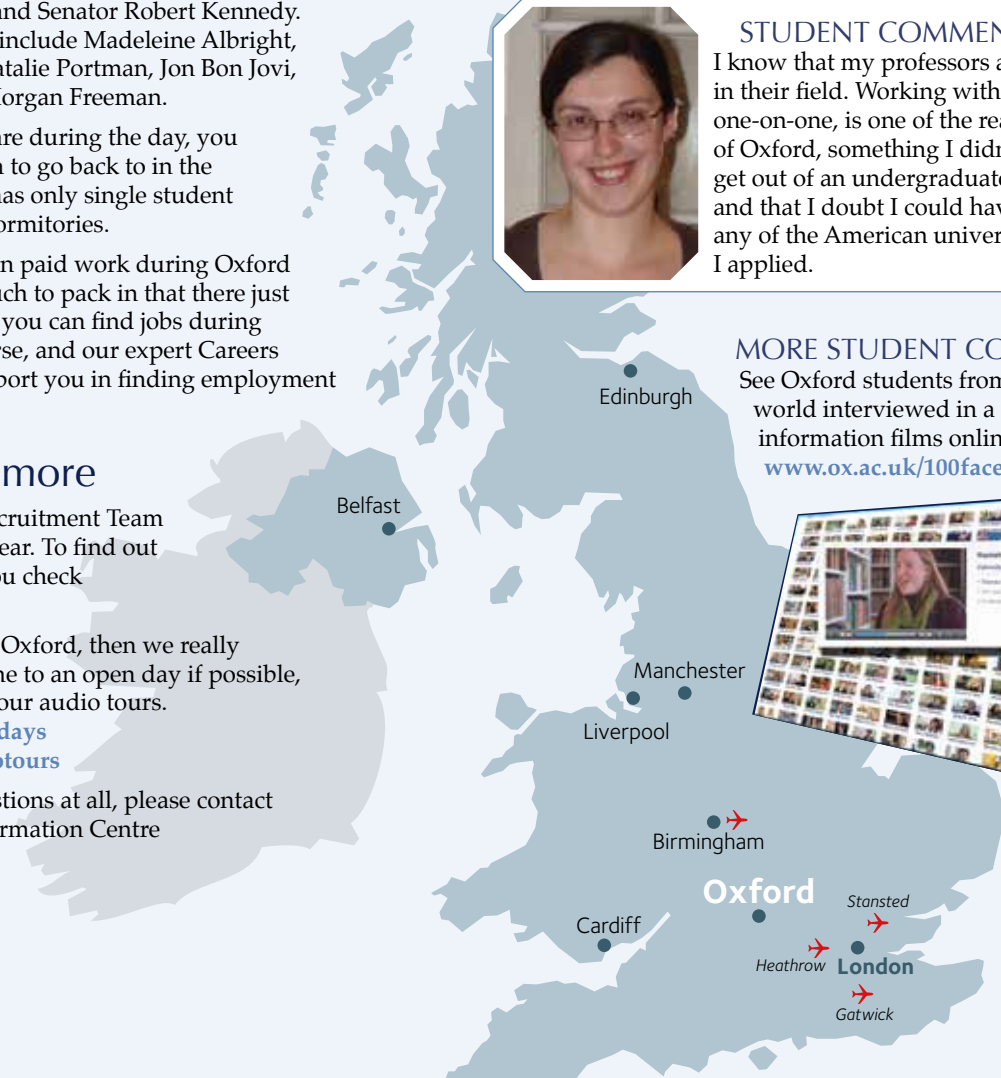 and Senator Robert Kennedy.
include Madeleine Albright,
atalie Portman, Jon Bon Jovi,
organ Freeman.
are during the day, you
to go back to in the
has only single student
ormitories.
n paid work during Oxford
uch to pack in that there just
you can find jobs during
rse, and our expert Careers
port you in finding employment
more
cruitment Team
ear. To find out
ou check
Oxford, then we really
ne to an open day if possible,
our audio tours.
days
otours
stions at all, please contact
rmation Centre
STUDENT COMMEN
I know that my professors a
in their field. Working with
one-on-one, is one of the rea
of Oxford, something I didn
get out of an undergraduate
and that I doubt I could hav
any of the American univer
I applied.
MORE STUDENT CO
See Oxford students from
world interviewed in a
information films onlin
www.ox.ac.uk/100face
Edinburgh
Belfast
Manchester
Liverpool
Birmingham
Oxford
Stansted
Cardiff
Heathrow
London
Gatwick